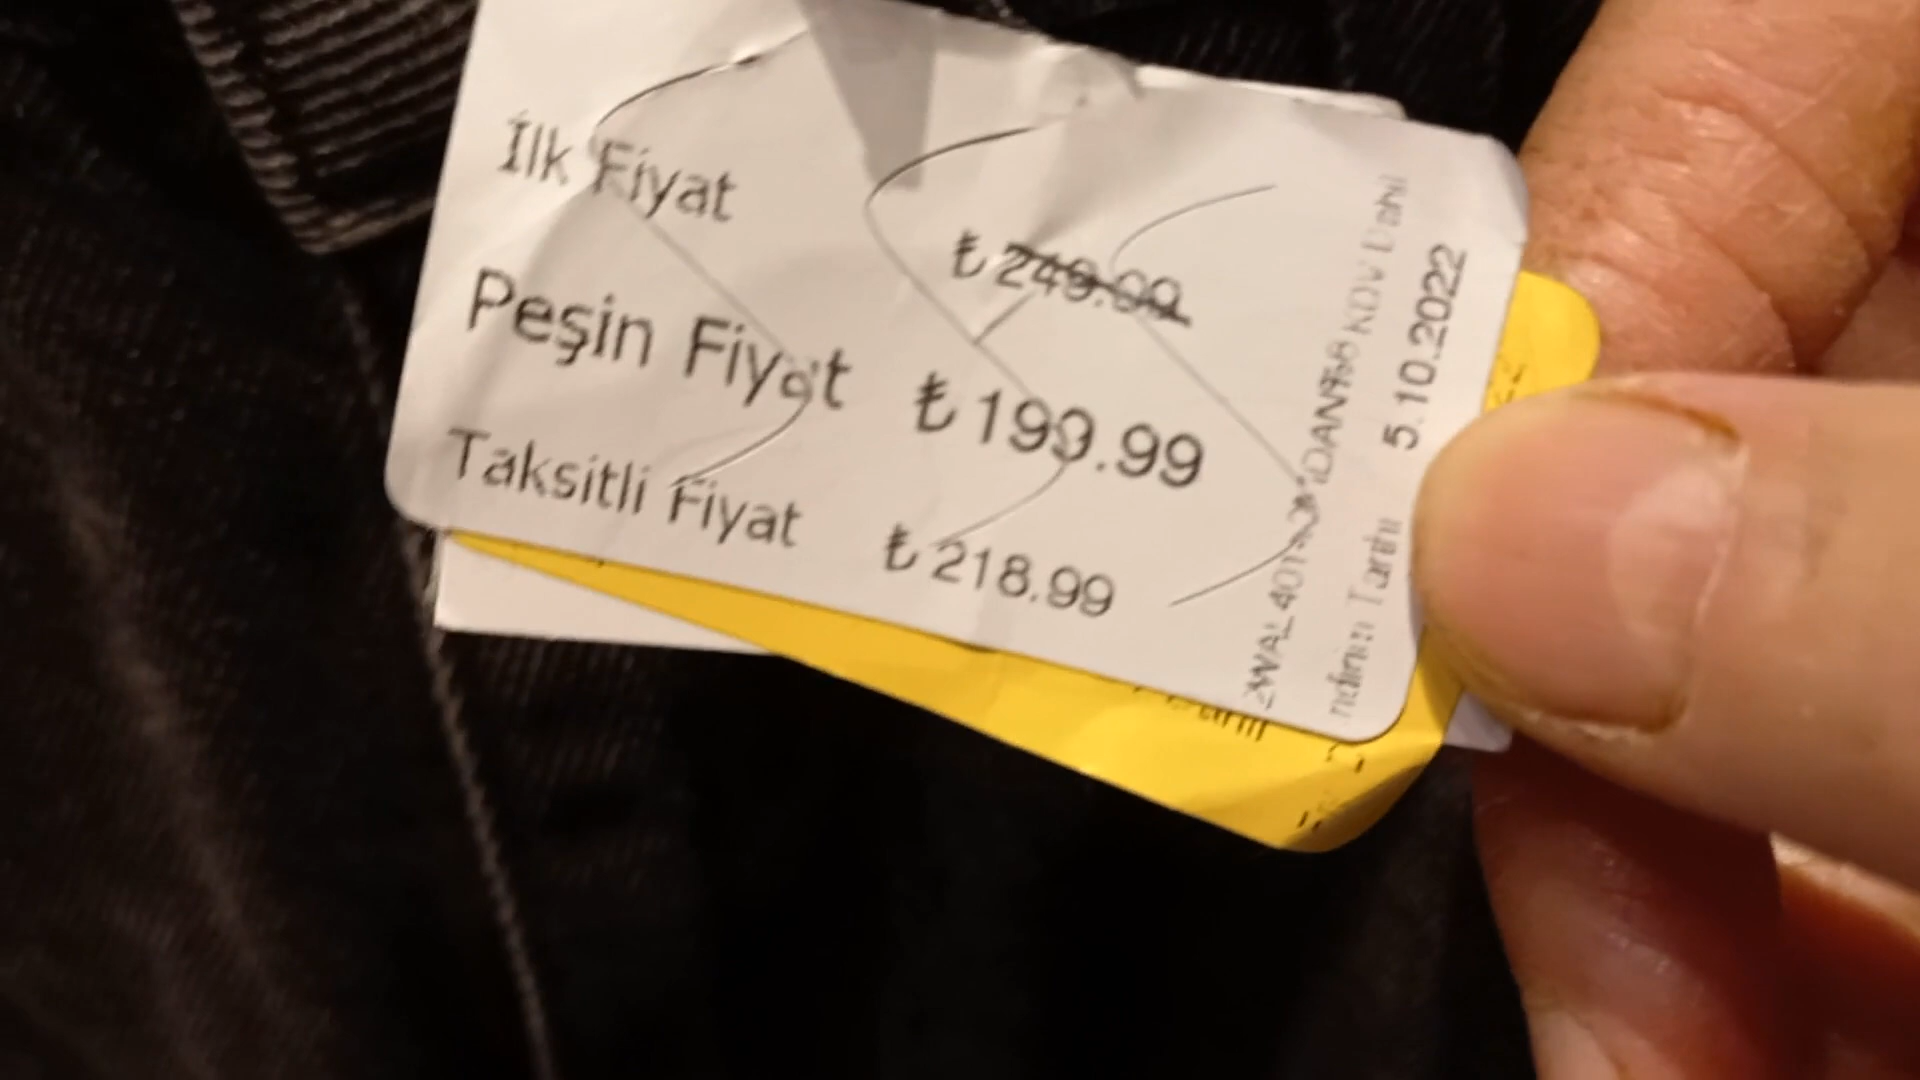 İlk Fiyat ₺249.99
Peşin Fiyat ₺199.99
Taksitli Fiyat ₺218.99
KDV Dahil
5.10.2022